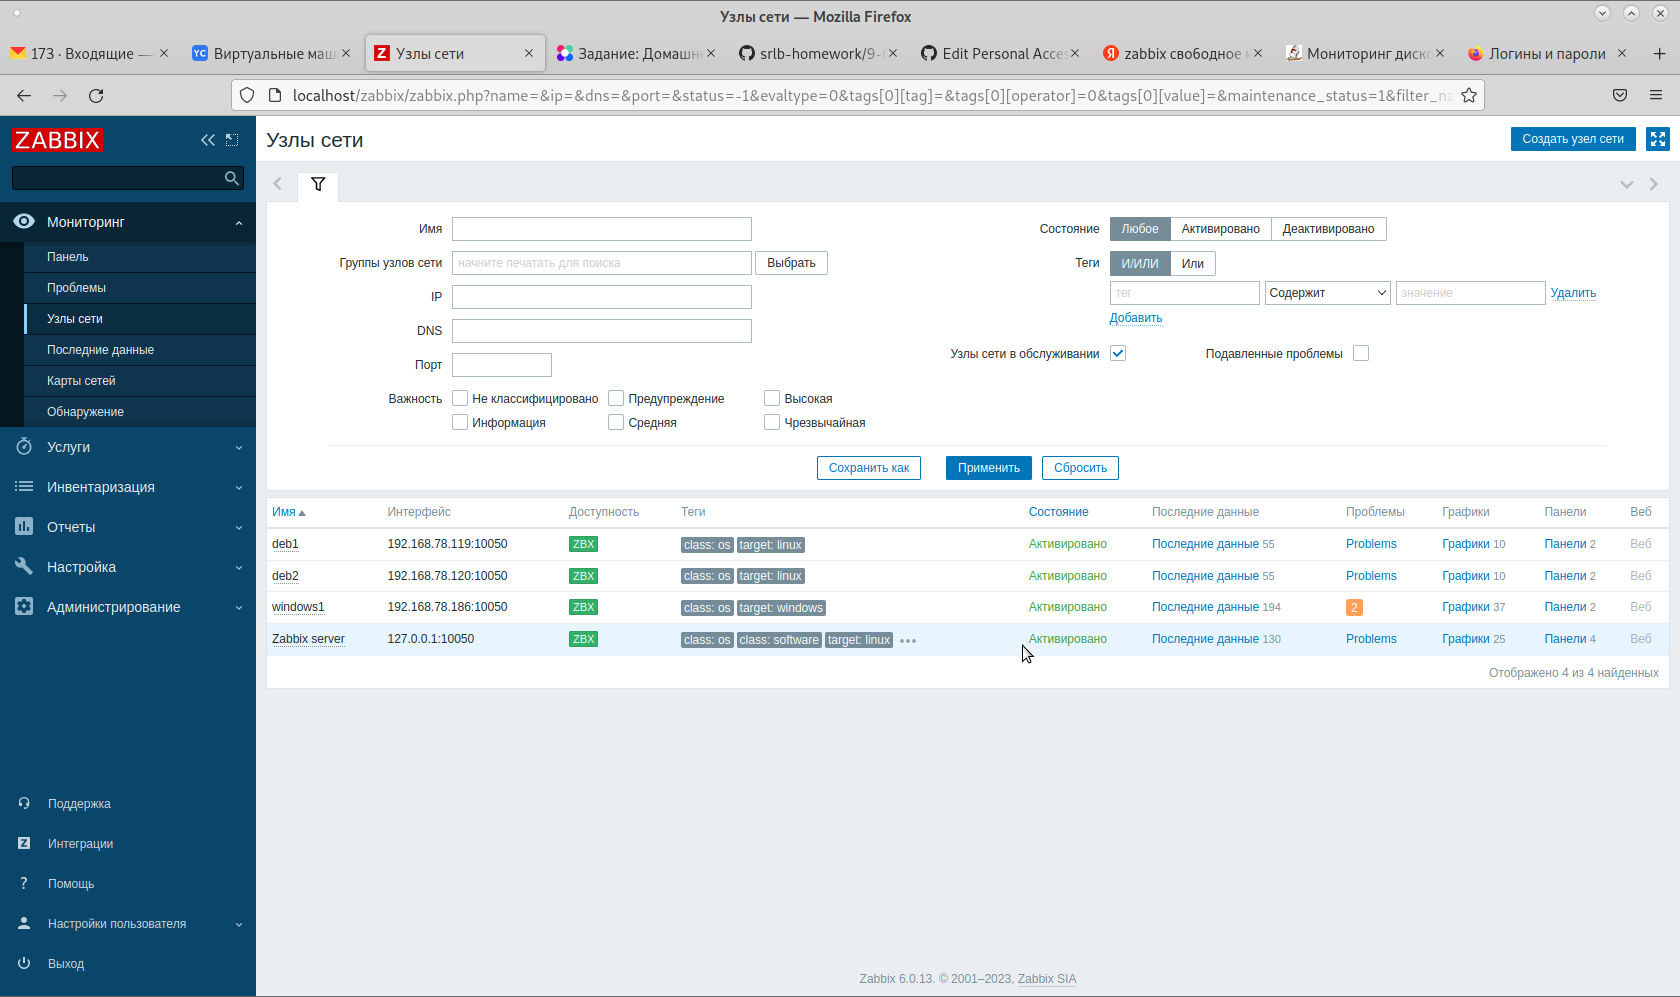 Узлы сети — Mozilla Firefox
173 · Входящие —
Виртуальные маш
Узлы сети
Задание: Домашн
srlb-homework/9-
Edit Personal Acces
zabbix свободное
Мониторинг диско
Логины и пароли
localhost/zabbix/zabbix.php?name=&ip=&dns=&port=&status=-1&evaltype=0&tags[0][tag]=&tags[0][operator]=0&tags[0][value]=&maintenance_status=1&filter_na
ZABBIX
Мониторинг
Панель
Проблемы
Узлы сети
Последние данные
Карты сетей
Обнаружение
Услуги
Инвентаризация
Отчеты
Настройка
Администрирование
Поддержка
Интеграции
Помощь
Настройки пользователя
Выход
Узлы сети
Создать узел сети
Имя
Группы узлов сети начните печатать для поиска Выбрать
IP
DNS
Порт
Важность Не классифицировано Предупреждение Высокая
Информация Средняя Чрезвычайная
Состояние Любое Активировано Деактивировано
Теги И/ИЛИ Или
тег Содержит значение Удалить
Добавить
Узлы сети в обслуживании Подавленные проблемы
Сохранить как Применить Сбросить
Имя Интерфейс Доступность Теги Состояние Последние данные Проблемы Графики Панели Веб
deb1 192.168.78.119:10050 ZBX class: os target: linux Активировано Последние данные 55 Problems Графики 10 Панели 2 Веб
deb2 192.168.78.120:10050 ZBX class: os target: linux Активировано Последние данные 55 Problems Графики 10 Панели 2 Веб
windows1 192.168.78.186:10050 ZBX class: os target: windows Активировано Последние данные 194 2 Графики 37 Панели 2 Веб
Zabbix server 127.0.0.1:10050 ZBX class: os class: software target: linux Активировано Последние данные 130 Problems Графики 25 Панели 4 Веб
Отображено 4 из 4 найденных
Zabbix 6.0.13. © 2001–2023, Zabbix SIA